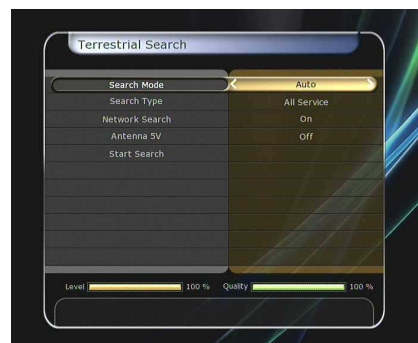 Terrestrial Search
Search Mode Auto
Search Type All Service
Network Search On
Antenna 5V Off
Start Search
Level 100 % Quality 100 %